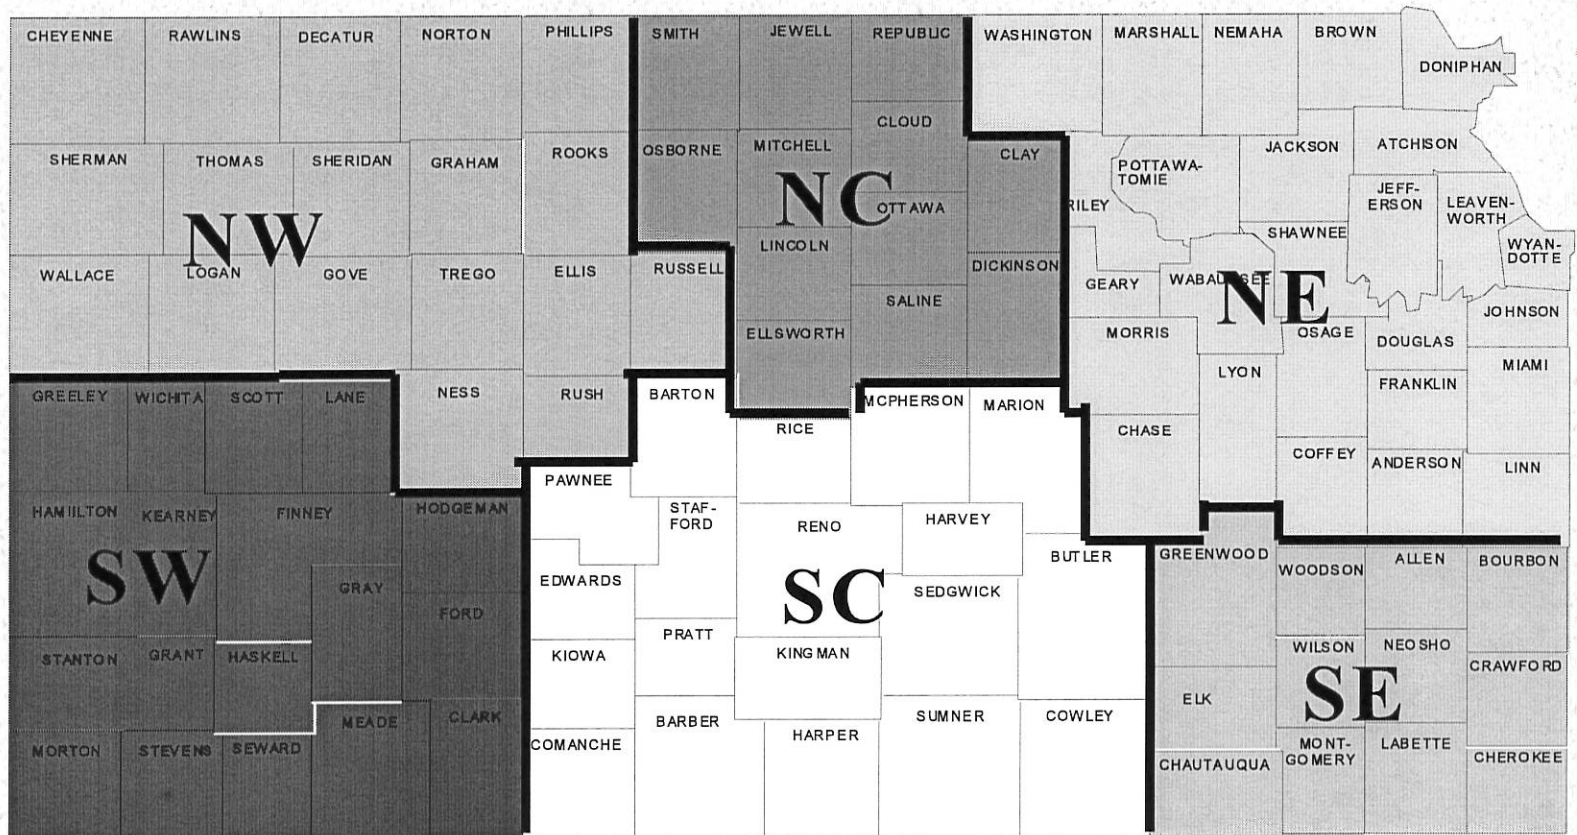 CHEYENNE
RAWLINS
DECATUR
NORTON
PHILLIPS
SMITH
JEWELL
REPUBLIC
WASHINGTON
MARSHALL
NEMAHA
BROWN
DONIPHAN
SHERMAN
THOMAS
SHERIDAN
GRAHAM
ROOKS
OSBORNE
MITCHELL
CLOUD
CLAY
POTTAWA-
TOMIE
JACKSON
ATCHISON
NW
NC
OTTAWA
RILEY
JEFF-
ERSON
LEAVEN-
WORTH
SHAWNEE
WYAN-
DOTTE
WALLACE
LOGAN
GOVE
TREGO
ELLIS
RUSSELL
LINCOLN
DICKINSON
SALINE
GEARY
WABAUNSEE
NE
ELLSWORTH
MORRIS
OSAGE
DOUGLAS
JOHNSON
GREELEY
WICHITA
SCOTT
LANE
NESS
RUSH
BARTON
RICE
MCPHERSON
MARION
LYON
FRANKLIN
MIAMI
CHASE
COFFEY
ANDERSON
LINN
HAMIILTON
KEARNEY
FINNEY
HODGEMAN
PAWNEE
STAF-
FORD
RENO
HARVEY
BUTLER
GREENWOOD
WOODSON
ALLEN
BOURBON
SW
GRAY
FORD
EDWARDS
SC
SEDGWICK
STANTON
GRANT
HASKELL
KIOWA
PRATT
KINGMAN
WILSON
NEOSHO
CRAWFORD
ELK
SE
MORTON
STEVENS
SEWARD
MEADE
CLARK
COMANCHE
BARBER
HARPER
SUMNER
COWLEY
CHAUTAUQUA
MONT-
GOMERY
LABETTE
CHEROKEE